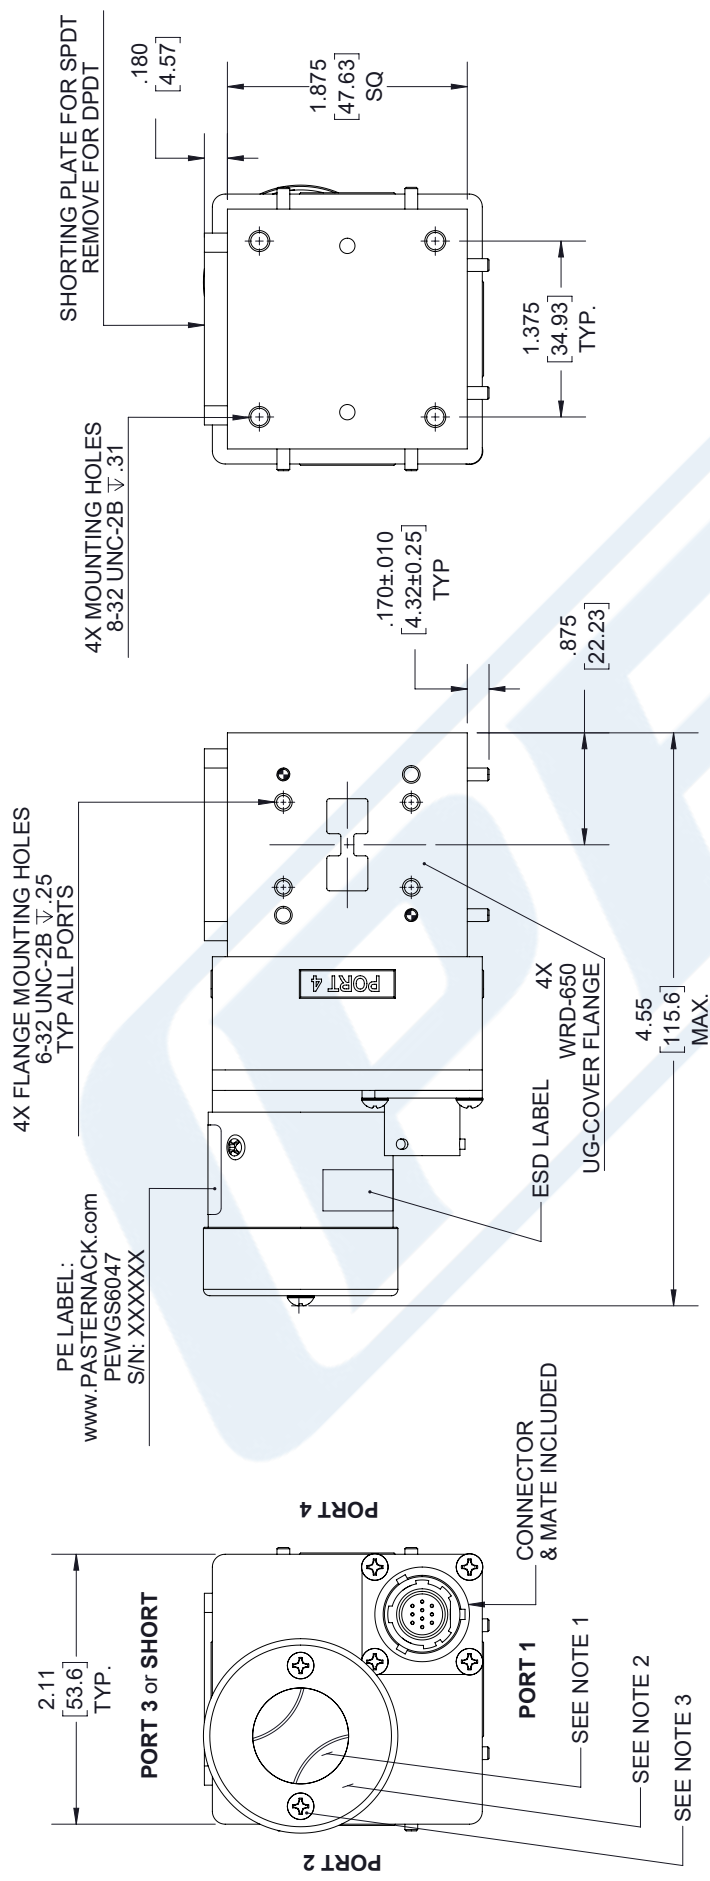 2.11
[53.6]
TYP.
PORT 3 or SHORT
PORT 2
PORT 4
PORT 1
CONNECTOR
& MATE INCLUDED
SEE NOTE 1
SEE NOTE 2
SEE NOTE 3
PE LABEL:
www.PASTERNACK.com
PEWGS6047
S/N: XXXXXX
4X FLANGE MOUNTING HOLES
6-32 UNC-2B ↧.25
TYP ALL PORTS
PORT 4
ESD LABEL
4X
WRD-650
UG-COVER FLANGE
4.55
[115.6]
MAX.
.875
[22.23]
.170±.010
[4.32±0.25]
TYP
4X MOUNTING HOLES
8-32 UNC-2B ↧.31
SHORTING PLATE FOR SPDT
REMOVE FOR DPDT
.180
[4.57]
1.875
[47.63]
SQ
1.375
[34.93]
TYP.